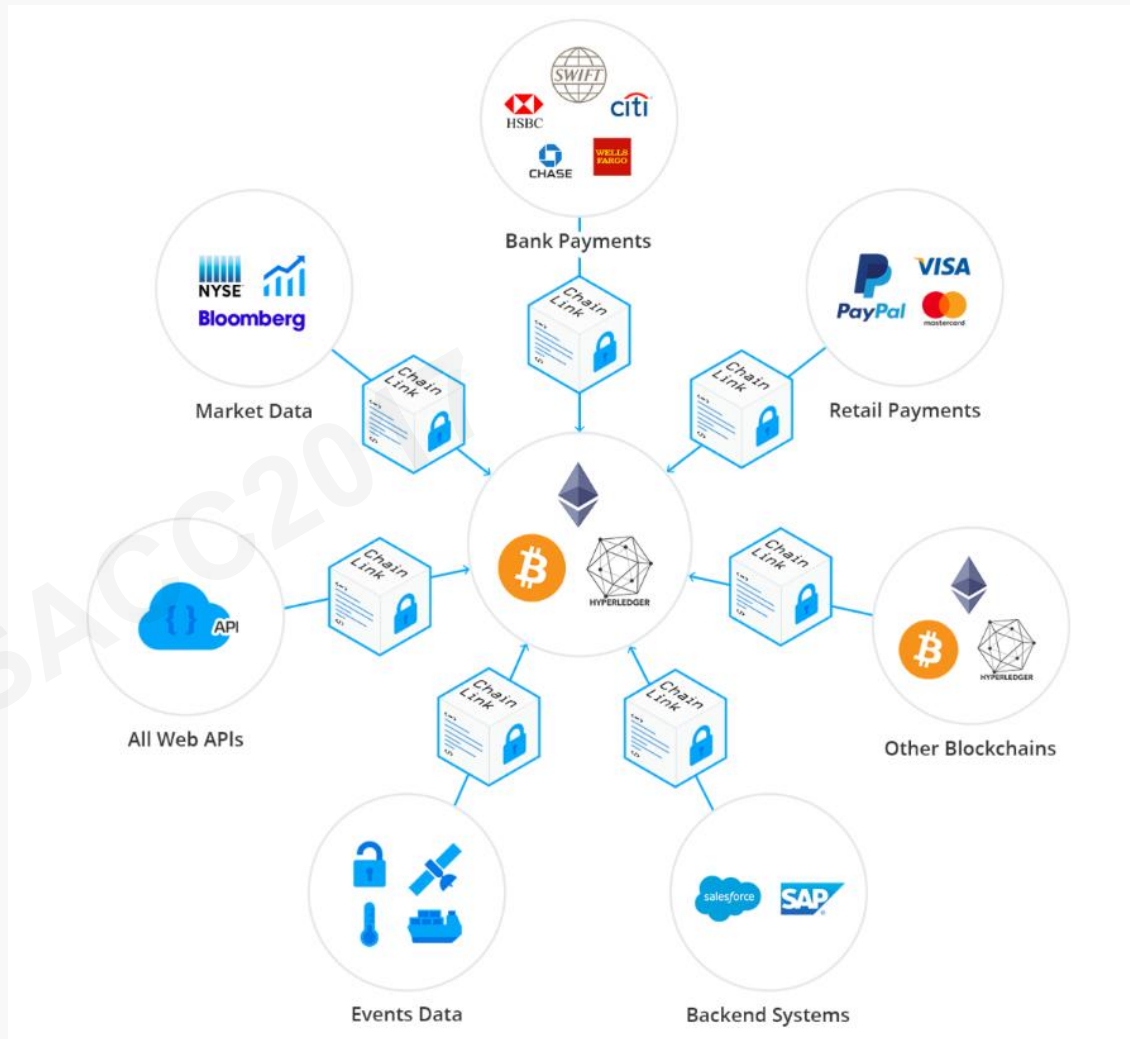 SWIFT
HSBC
citi
CHASE
WELLS
FARGO
Bank Payments
NYSE
Bloomberg
Market Data
PayPal
VISA
mastercard
Retail Payments
Chain
Link
Chain
Link
Chain
Link
HYPERLEDGER
API
All Web APIs
Chain
Link
Chain
Link
HYPERLEDGER
Other Blockchains
Chain
Link
Chain
Link
Events Data
salesforce
SAP
Backend Systems